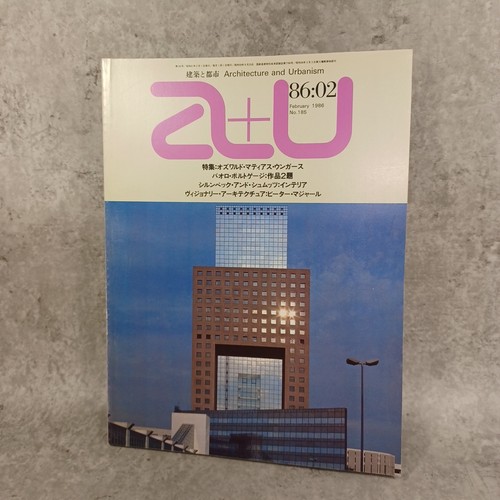 建築と都市 Architecture and Urbanism
a+u
86:02
February 1986
No.185
特集:オズワルド・マティアス・ウンガース
パオロ・ポルトゲージ:作品2題
シルンベック・アンド・シュムッツ:インテリア
ヴィジョナリー・アーキテクチュア:ピーター・マジャール